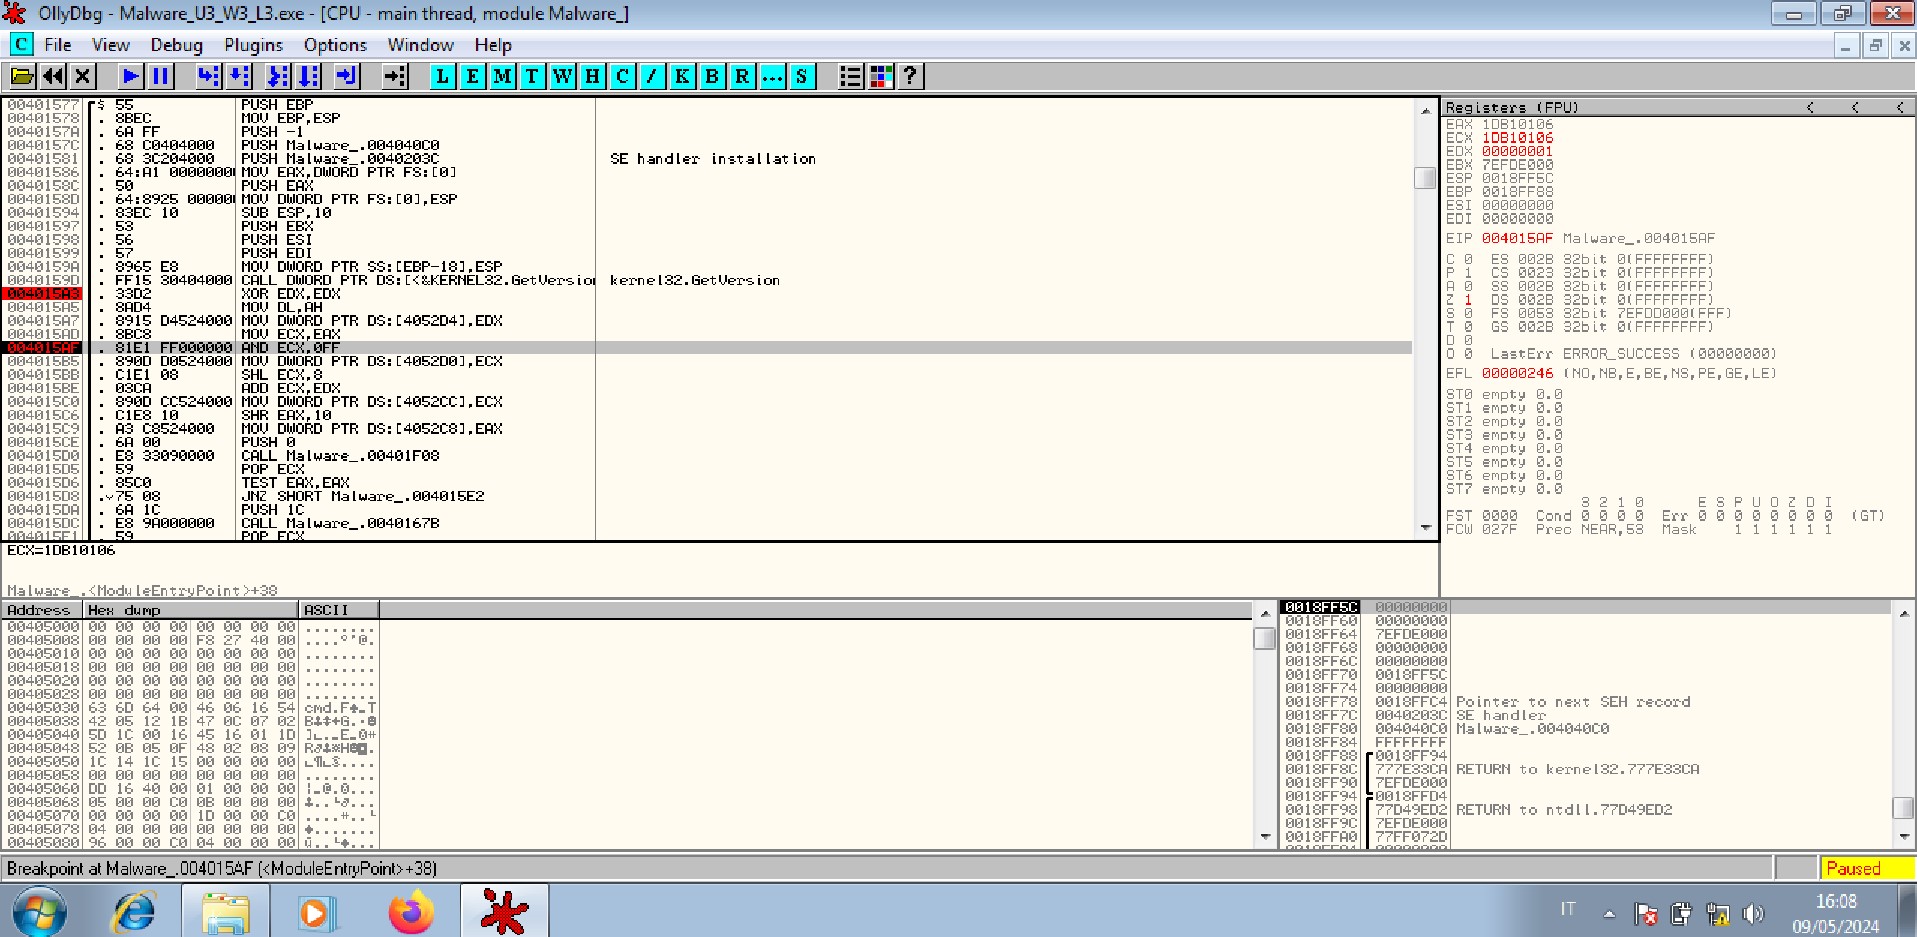 OllyDbg - Malware_U3_W3_L3.exe - [CPU - main thread, module Malware_]
C File View Debug Plugins Options Window Help
L E M T W H C / K B R ... S ?
00401577 $ 55 PUSH EBP
00401578 . 8BEC MOV EBP,ESP
0040157A . 6A FF PUSH -1
0040157C . 68 C0404000 PUSH Malware_.004040C0
00401581 . 68 3C204000 PUSH Malware_.0040203C SE handler installation
00401586 . 64:A1 00000000 MOV EAX,DWORD PTR FS:[0]
0040158C . 50 PUSH EAX
0040158D . 64:8925 000000 MOV DWORD PTR FS:[0],ESP
00401594 . 83EC 10 SUB ESP,10
00401597 . 53 PUSH EBX
00401598 . 56 PUSH ESI
00401599 . 57 PUSH EDI
0040159A . 8965 E8 MOV DWORD PTR SS:[EBP-18],ESP
0040159D . FF15 30404000 CALL DWORD PTR DS:[<&KERNEL32.GetVersion kernel32.GetVersion
004015A3 . 33D2 XOR EDX,EDX
004015A5 . 8AD4 MOV DL,AH
004015A7 . 8915 D4524000 MOV DWORD PTR DS:[4052D4],EDX
004015AD . 8BC8 MOV ECX,EAX
004015AF . 81E1 FF000000 AND ECX,0FF
004015B5 . 890D D0524000 MOV DWORD PTR DS:[4052D0],ECX
004015BB . C1E1 08 SHL ECX,8
004015BE . 03CA ADD ECX,EDX
004015C0 . 890D CC524000 MOV DWORD PTR DS:[4052CC],ECX
004015C6 . C1E8 10 SHR EAX,10
004015C9 . A3 C8524000 MOV DWORD PTR DS:[4052C8],EAX
004015CE . 6A 00 PUSH 0
004015D0 . E8 33090000 CALL Malware_.00401F08
004015D5 . 59 POP ECX
004015D6 . 85C0 TEST EAX,EAX
004015D8 . 75 08 JNZ SHORT Malware_.004015E2
004015DA . 6A 1C PUSH 1C
004015DC . E8 9A000000 CALL Malware_.0040167B
004015E1 . 59 POP ECX
ECX=1DB10106
Malware_.<ModuleEntryPoint>+38
Registers (FPU) < < <
EAX 1DB10106
ECX 1DB10106
EDX 00000001
EBX 7EFDE000
ESP 0018FF5C
EBP 0018FF88
ESI 00000000
EDI 00000000
EIP 004015AF Malware_.004015AF
C 0 ES 002B 32bit 0(FFFFFFFF)
P 1 CS 0023 32bit 0(FFFFFFFF)
A 0 SS 002B 32bit 0(FFFFFFFF)
Z 1 DS 002B 32bit 0(FFFFFFFF)
S 0 FS 0053 32bit 7EFDD000(FFF)
T 0 GS 002B 32bit 0(FFFFFFFF)
D 0
O 0 LastErr ERROR_SUCCESS (00000000)
EFL 00000246 (NO,NB,E,BE,NS,PE,GE,LE)
ST0 empty 0.0
ST1 empty 0.0
ST2 empty 0.0
ST3 empty 0.0
ST4 empty 0.0
ST5 empty 0.0
ST6 empty 0.0
ST7 empty 0.0
3 2 1 0 E S P U O Z D I
FST 0000 Cond 0 0 0 0 Err 0 0 0 0 0 0 0 0 (GT)
FCW 027F Prec NEAR,53 Mask 1 1 1 1 1 1
Address Hex dump ASCII
00405000 00 00 00 00 00 00 00 00 ........
00405008 00 00 00 00 F8 27 40 00 ....°'@.
00405010 00 00 00 00 00 00 00 00 ........
00405018 00 00 00 00 00 00 00 00 ........
00405020 00 00 00 00 00 00 00 00 ........
00405028 00 00 00 00 00 00 00 00 ........
00405030 63 6D 64 00 46 06 16 54
00405038 42 05 12 1B 47 0C 07 02
00405040 5D 1C 00 16 45 16 01 1D
00405048 52 0B 05 0F 48 02 08 09
00405050 1C 14 1C 15 00 00 00 00
00405058 00 00 00 00 00 00 00 00 ........
00405060 DD 16 40 00 01 00 00 00
00405068 05 00 00 C0 0B 00 00 00
00405070 00 00 00 00 1D 00 00 C0
00405078 04 00 00 00 00 00 00 00
00405080 96 00 00 C0 04 00 00 00
0018FF5C 00000000
0018FF60 00000000
0018FF64 7EFDE000
0018FF68 00000000
0018FF6C 00000000
0018FF70 0018FF5C
0018FF74 00000000
0018FF78 0018FFC4 Pointer to next SEH record
0018FF7C 0040203C SE handler
0018FF80 004040C0 Malware_.004040C0
0018FF84 FFFFFFFF
0018FF88 0018FF94
0018FF8C 777E33CA RETURN to kernel32.777E33CA
0018FF90 7EFDE000
0018FF94 0018FFD4
0018FF98 77D49ED2 RETURN to ntdll.77D49ED2
0018FF9C 7EFDE000
0018FFA0 77FF072D
Breakpoint at Malware_.004015AF (<ModuleEntryPoint>+38) Paused
IT
16:08
09/05/2024